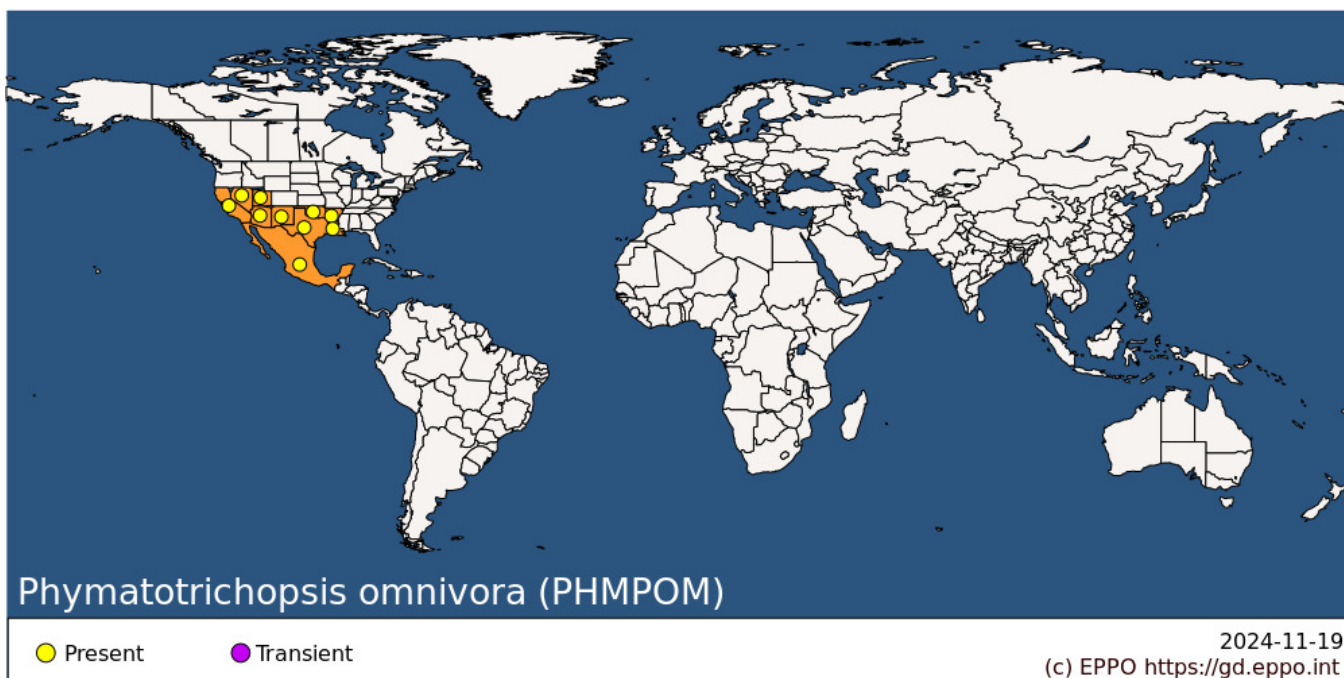 Phymatotrichopsis omnivora (PHMPOM)
Present
Transient
2024-11-19
(c) EPPO https://gd.eppo.int